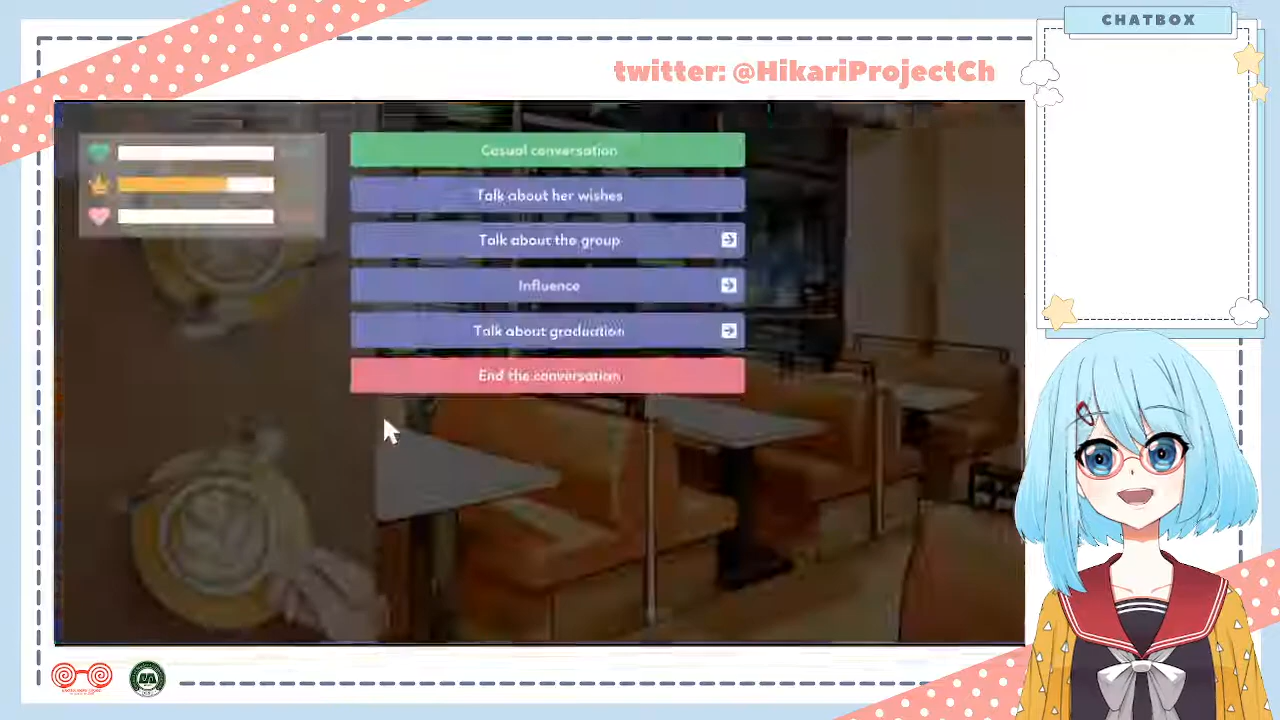 CHATBOX
twitter: @HikariProjectCh
Casual conversation
Talk about her wishes
Talk about the group
Influence
Talk about graduation
End the conversation